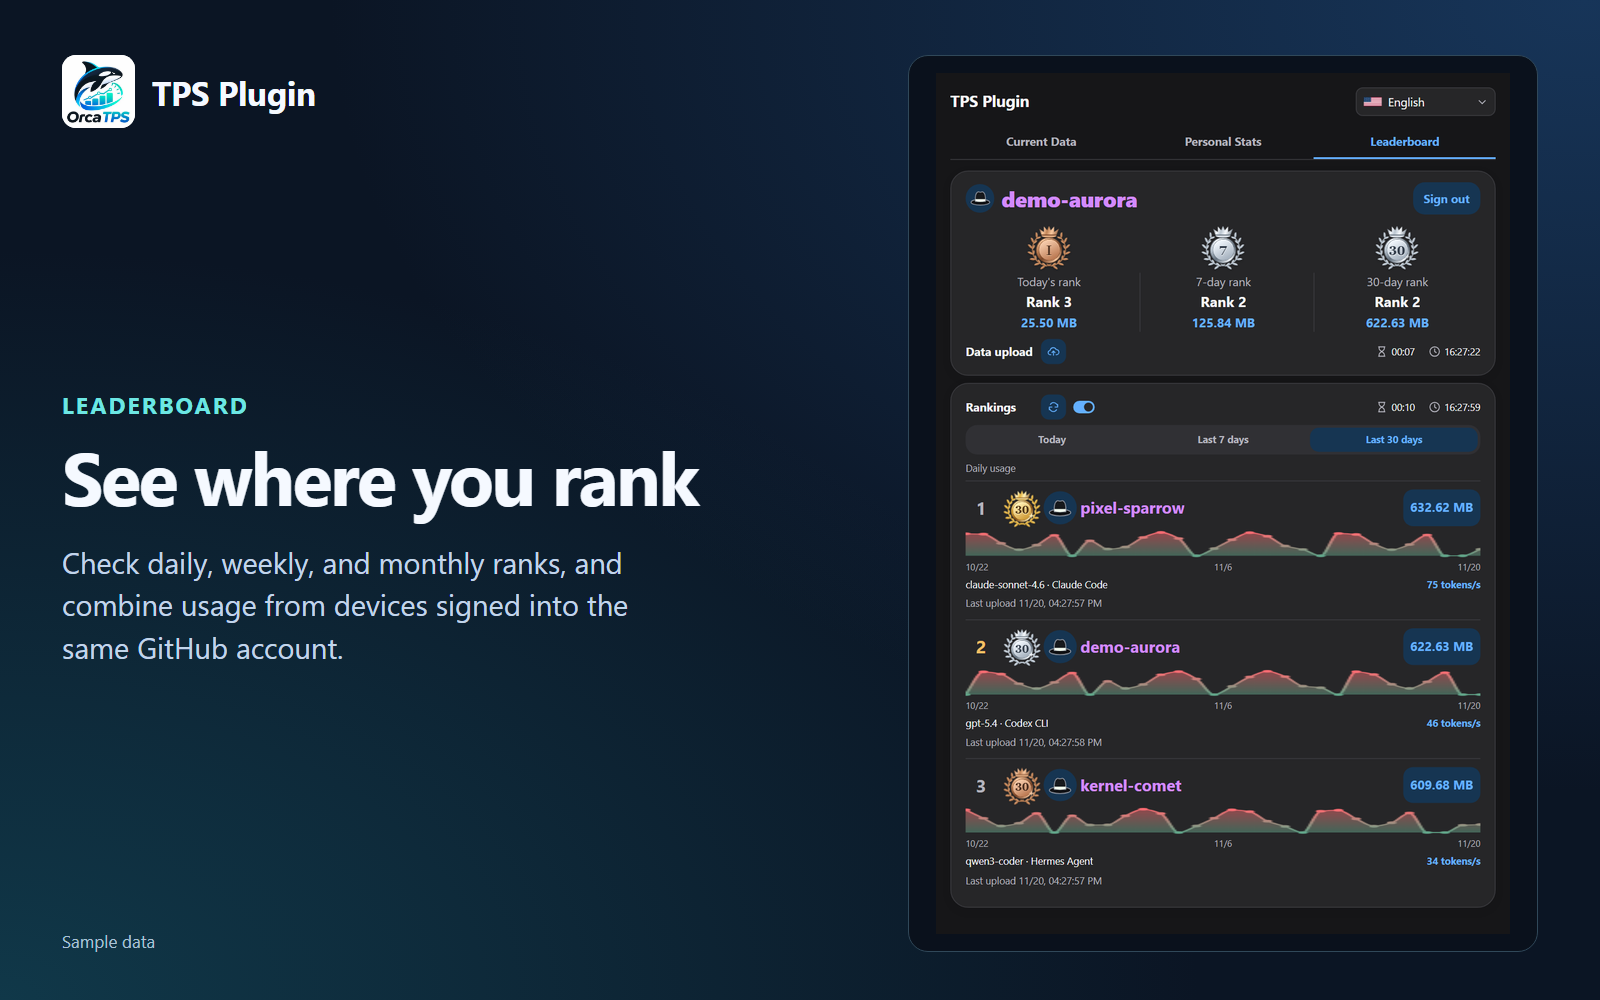 OrcaTPS
TPS Plugin
LEADERBOARD
See where you rank
Check daily, weekly, and monthly ranks, and
combine usage from devices signed into the
same GitHub account.
Sample data
TPS Plugin
English
Current Data
Personal Stats
Leaderboard
demo-aurora
Sign out
1
7
30
Today's rank
7-day rank
30-day rank
Rank 3
Rank 2
Rank 2
25.50 MB
125.84 MB
622.63 MB
Data upload
00:07
16:27:22
Rankings
00:10
16:27:59
Today
Last 7 days
Last 30 days
Daily usage
1
30
pixel-sparrow
632.62 MB
10/22
11/6
11/20
claude-sonnet-4.6 · Claude Code
75 tokens/s
Last upload 11/20, 04:27:57 PM
2
30
demo-aurora
622.63 MB
10/22
11/6
11/20
gpt-5.4 · Codex CLI
46 tokens/s
Last upload 11/20, 04:27:58 PM
3
30
kernel-comet
609.68 MB
10/22
11/6
11/20
qwen3-coder · Hermes Agent
34 tokens/s
Last upload 11/20, 04:27:57 PM